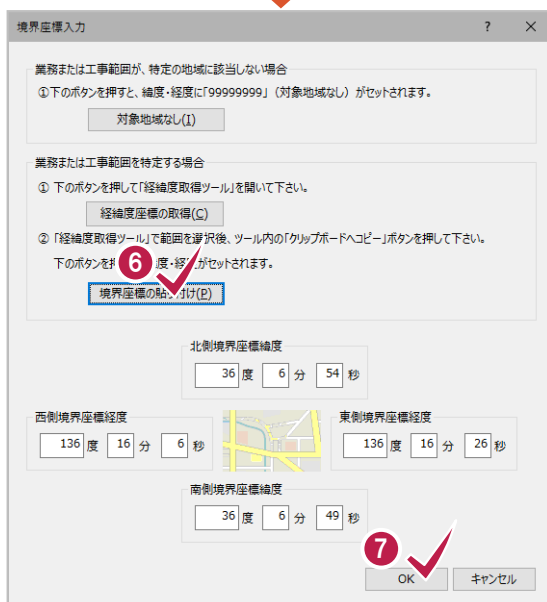 境界座標入力 ? ×
業務または工事範囲が、特定の地域に該当しない場合
①下のボタンを押すと、緯度・経度に「99999999」（対象地域なし）がセットされます。
対象地域なし(I)
業務または工事範囲を特定する場合
① 下のボタンを押して「経緯度取得ツール」を開いて下さい。
経緯度座標の取得(C)
② 「経緯度取得ツール」で範囲を選択後、ツール内の「クリップボードへコピー」ボタンを押して下さい。
下のボタンを 度・経 がセットされます。
6
境界座標の貼り付け(P)
北側境界座標緯度
36 度 6 分 54 秒
西側境界座標経度 東側境界座標経度
136 度 16 分 6 秒 136 度 16 分 26 秒
南側境界座標緯度
36 度 6 分 49 秒
7
OK キャンセル